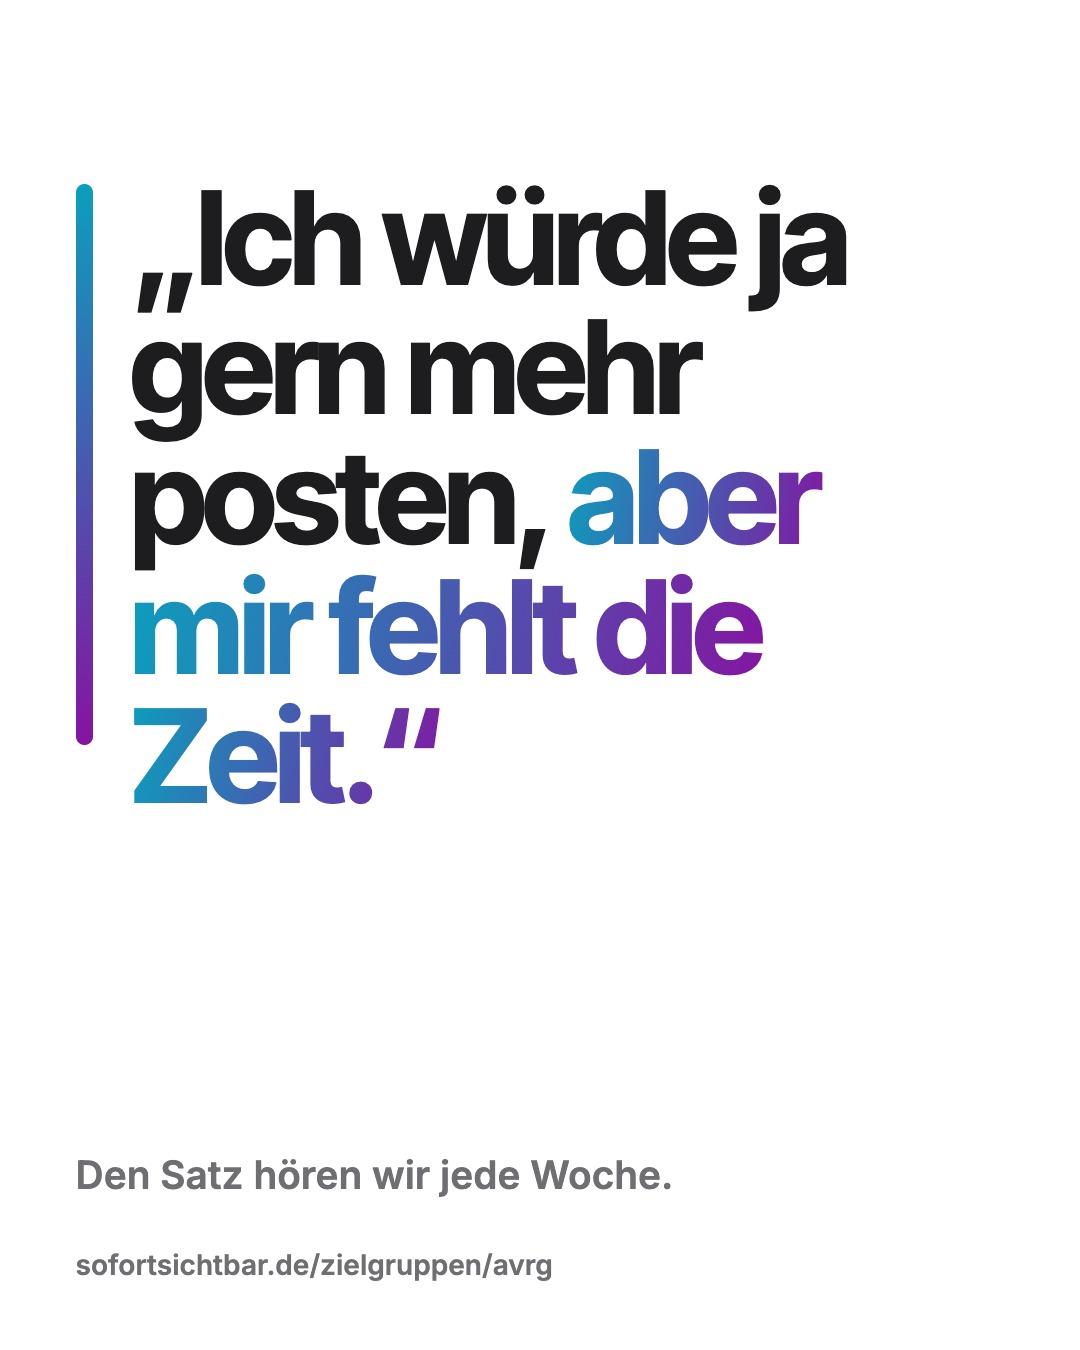 „Ich würde ja
gern mehr
posten, aber
mir fehlt die
Zeit.“
Den Satz hören wir jede Woche.
sofortsichtbar.de/zielgruppen/avrg